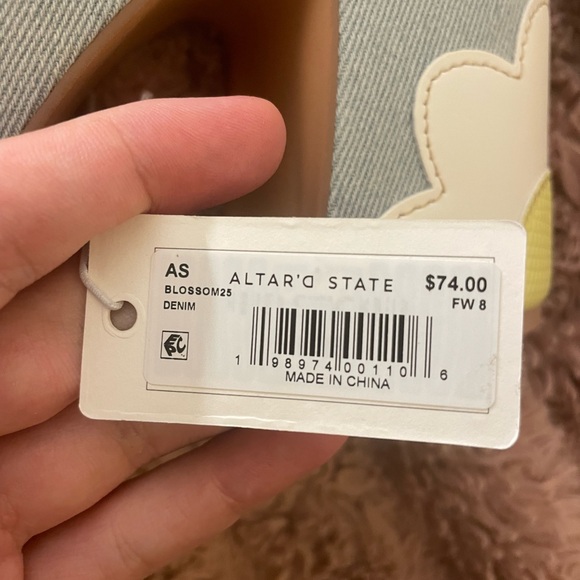 AS
ALTAR'D STATE
$74.00
BLOSSOM25
FW 8
DENIM
1 98974 00110 6
MADE IN CHINA